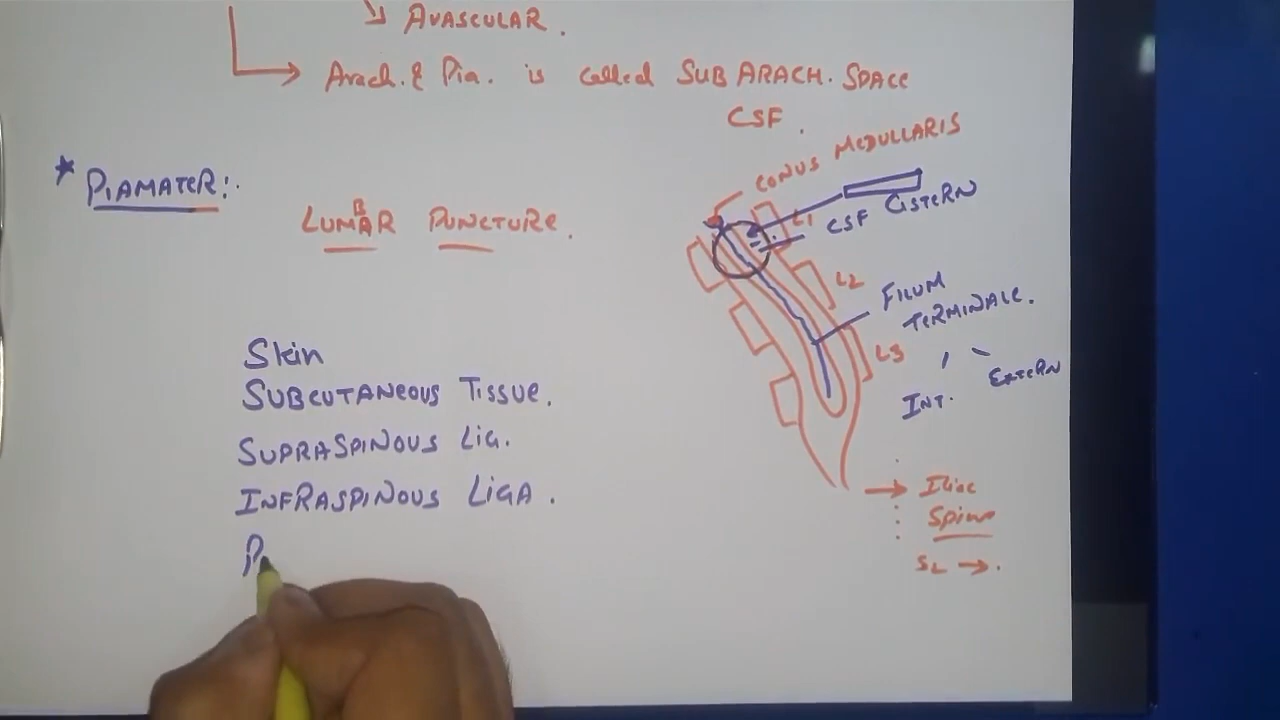 AVASCULAR.
Arach. & Pia. is called SUB ARACH. SPACE
CSF.
* PIAMATER:.
LUMBAR PUNCTURE.
CONUS MEDULLARIS
L1
CSF CISTERN
L2
FILUM
TERMINALE.
L3
INT. EXTERN
Skin
SUBCUTANEOUS TISSUE.
SUPRASPINOUS LIG.
INFRASPINOUS LIGA.
P
Iliac
Spine
S2